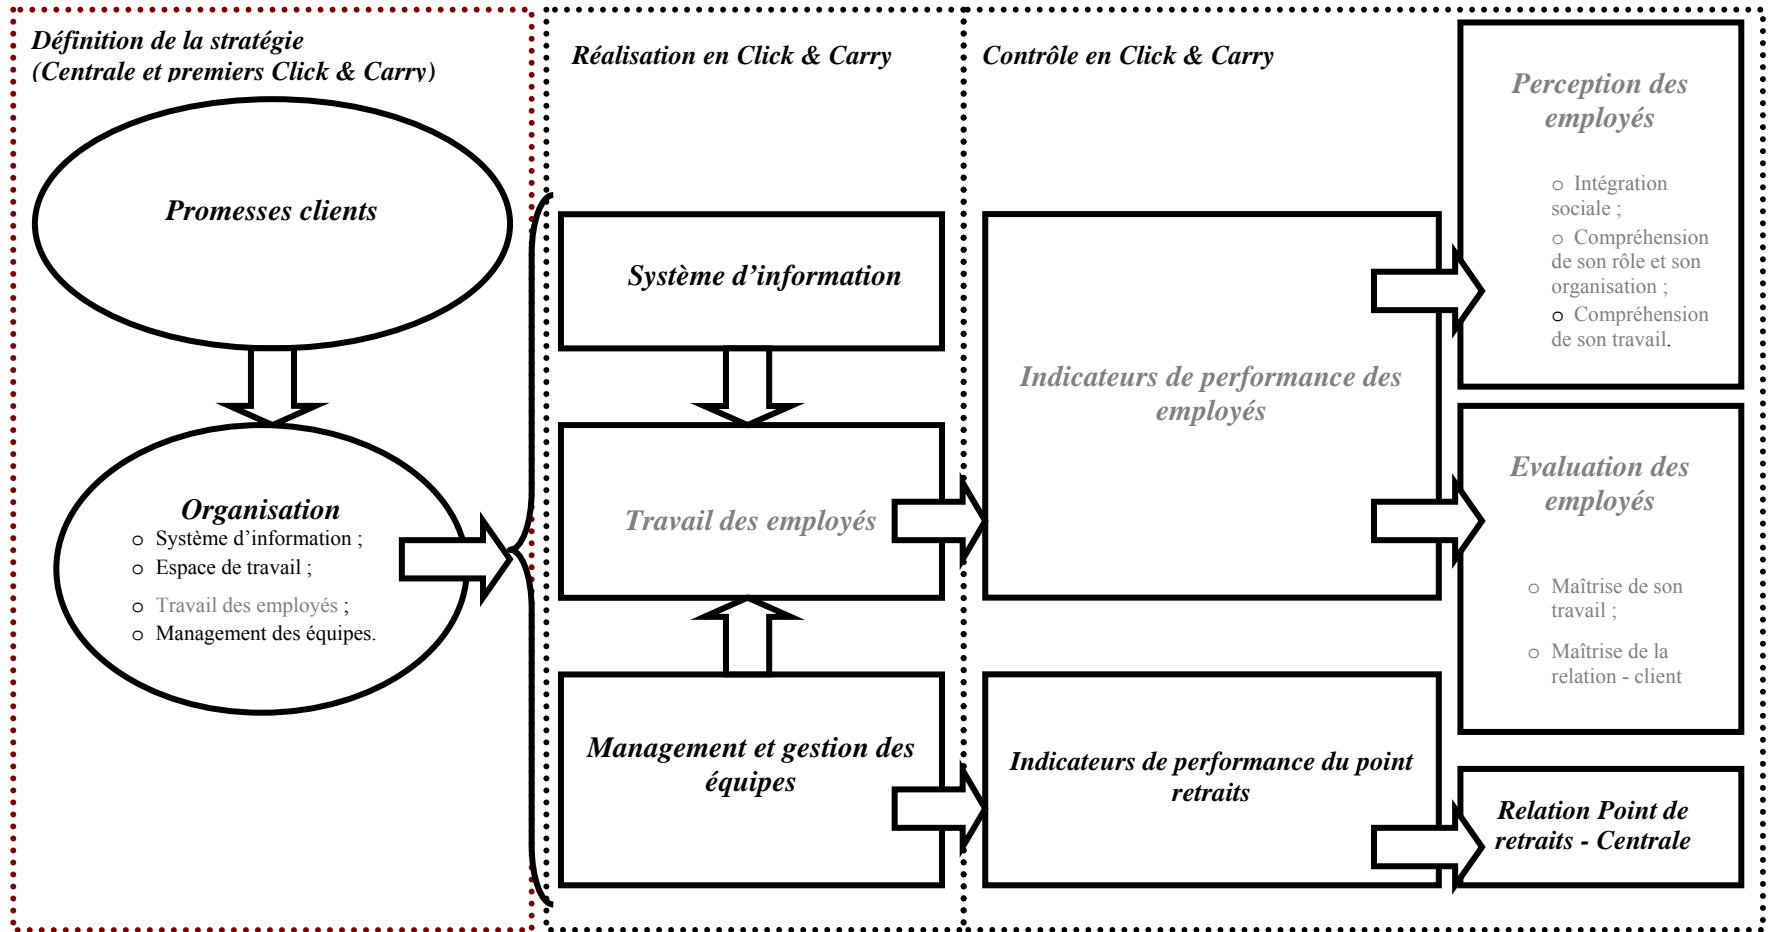 Définition de la stratégie
(Centrale et premiers Click & Carry)
Promesses clients
Organisation
o Système d'information ;
o Espace de travail ;
o Travail des employés ;
o Management des équipes.
Réalisation en Click & Carry
Système d'information
Travail des employés
Management et gestion des
équipes
Contrôle en Click & Carry
Indicateurs de performance des
employés
Indicateurs de performance du point
retraits
Perception des
employés
o Intégration
sociale ;
o Compréhension
de son rôle et son
organisation ;
o Compréhension
de son travail.
Evaluation des
employés
o Maîtrise de son
travail ;
o Maîtrise de la
relation - client
Relation Point de
retraits - Centrale